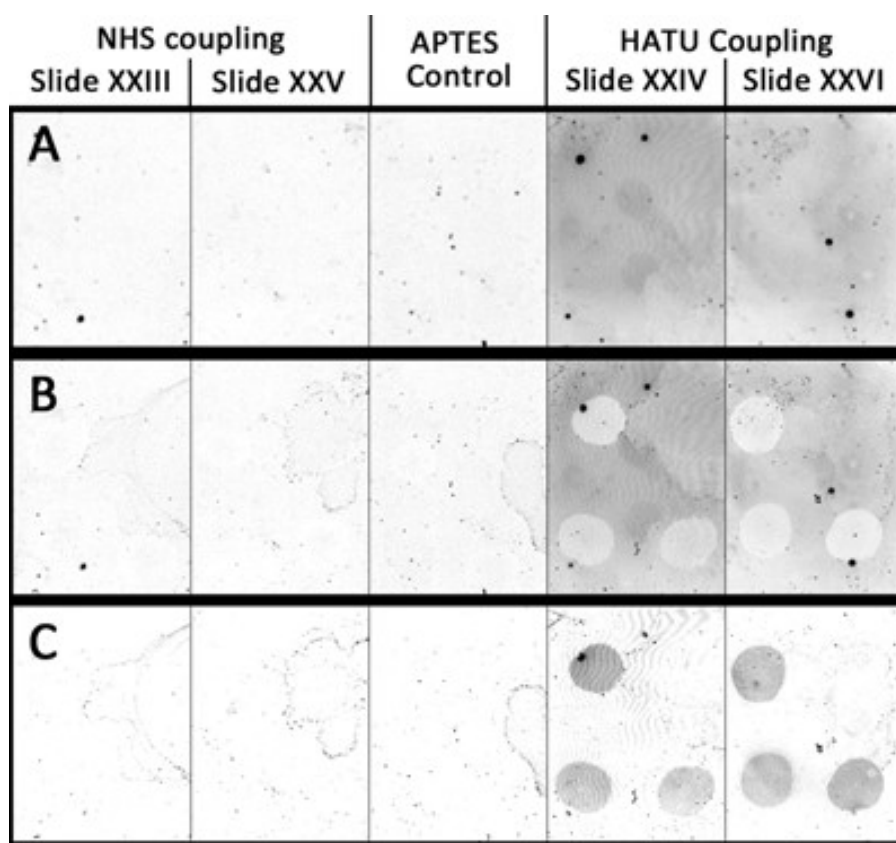 NHS coupling
APTES Control
HATU Coupling
Slide XXIII
Slide XXV
Slide XXIV
Slide XXVI
A
B
C